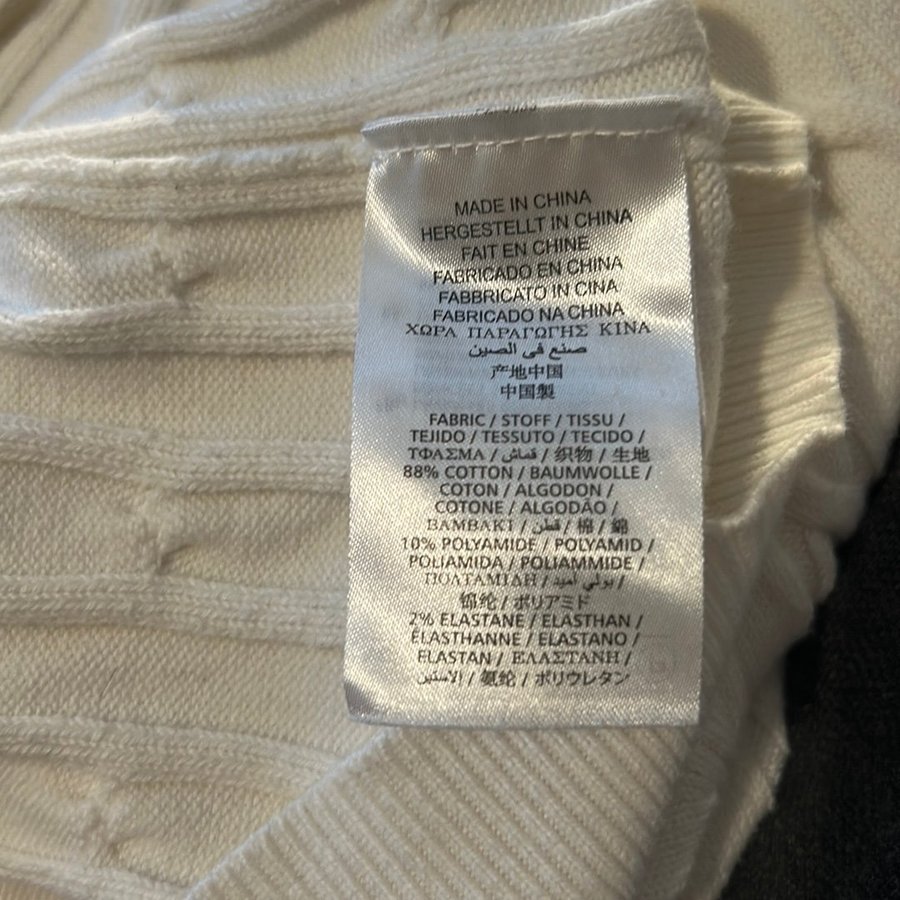 MADE IN CHINA
HERGESTELLT IN CHINA
FAIT EN CHINE
FABRICADO EN CHINA
FABBRICATO IN CINA
FABRICADO NA CHINA
ΧΩΡΑ ΠΑΡΑΓΩΓΗΣ ΚΙΝΑ
صنع في الصين
产地中国
中国製
FABRIC / STOFF / TISSU /
TEJIDO / TESSUTO / TECIDO /
ΥΦΑΣΜΑ / قماش / 织物 / 生地
88% COTTON / BAUMWOLLE /
COTON / ALGODON /
COTONE / ALGODÃO /
ΒΑΜΒΑΚΙ / قطن / 棉 / 綿
10% POLYAMIDE / POLYAMID /
POLIAMIDA / POLIAMMIDE /
ΠΟΛΥΑΜΙΔΗ / بولي أميد /
锦纶 / ポリアミド
2% ELASTANE / ELASTHAN /
ÉLASTHANNE / ELASTANO /
ELASTAN / ΕΛΑΣΤΑΝΗ /
الاستين / 氨纶 / ポリウレタン